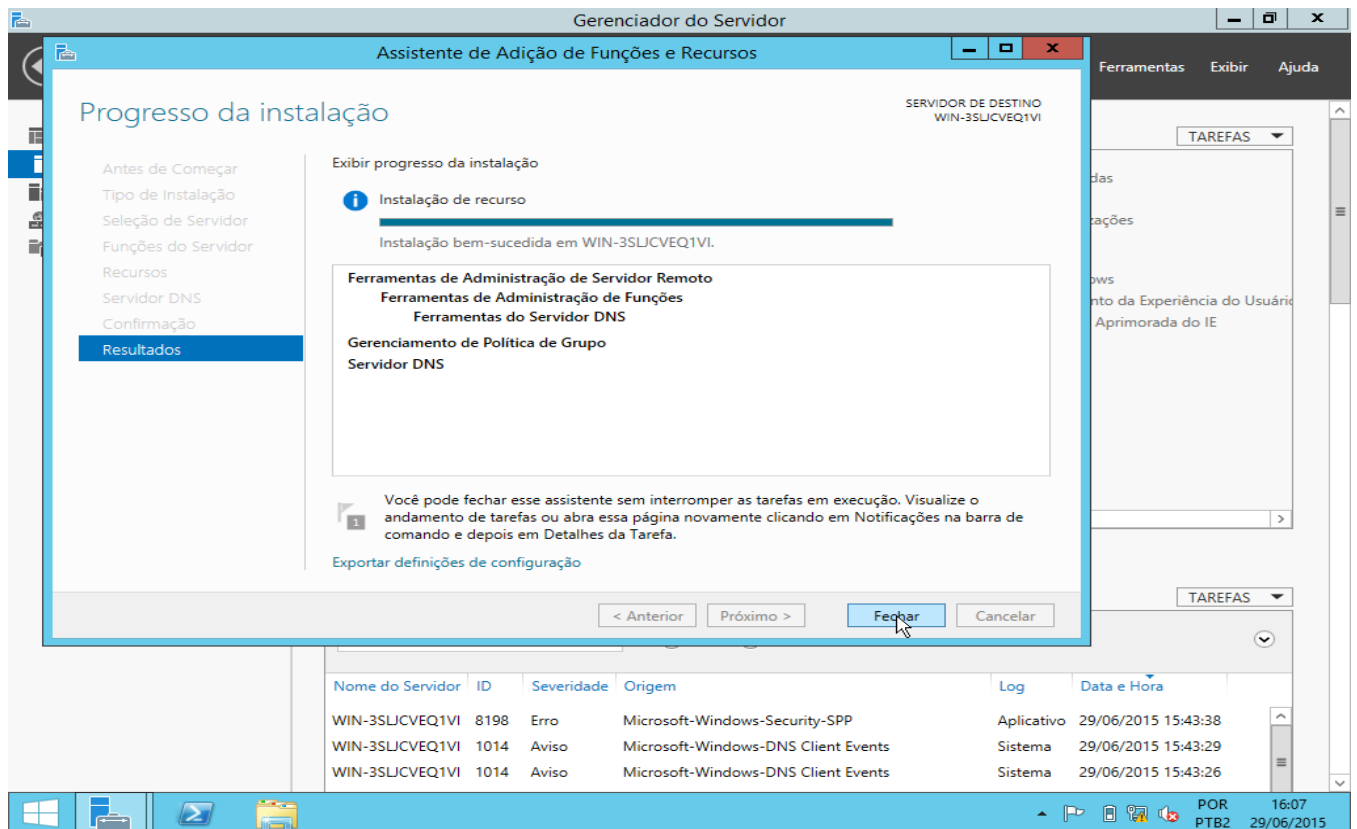 Gerenciador do Servidor
Assistente de Adição de Funções e Recursos
Ferramentas Exibir Ajuda
Progresso da instalação
SERVIDOR DE DESTINO
WIN-3SLJCVEQ1VI
TAREFAS
Antes de Começar
Tipo de Instalação
Seleção de Servidor
Funções do Servidor
Recursos
Servidor DNS
Confirmação
Resultados
Exibir progresso da instalação
Instalação de recurso
Instalação bem-sucedida em WIN-3SLJCVEQ1VI.
Ferramentas de Administração de Servidor Remoto
Ferramentas de Administração de Funções
Ferramentas do Servidor DNS
Gerenciamento de Política de Grupo
Servidor DNS
1
Você pode fechar esse assistente sem interromper as tarefas em execução. Visualize o
andamento de tarefas ou abra essa página novamente clicando em Notificações na barra de
comando e depois em Detalhes da Tarefa.
Exportar definições de configuração
< Anterior Próximo > Fechar Cancelar
das
zações
ows
nto da Experiência do Usuário
Aprimorada do IE
TAREFAS
Nome do Servidor ID Severidade Origem Log Data e Hora
WIN-3SLJCVEQ1VI 8198 Erro Microsoft-Windows-Security-SPP Aplicativo 29/06/2015 15:43:38
WIN-3SLJCVEQ1VI 1014 Aviso Microsoft-Windows-DNS Client Events Sistema 29/06/2015 15:43:29
WIN-3SLJCVEQ1VI 1014 Aviso Microsoft-Windows-DNS Client Events Sistema 29/06/2015 15:43:26
POR 16:07
PTB2 29/06/2015